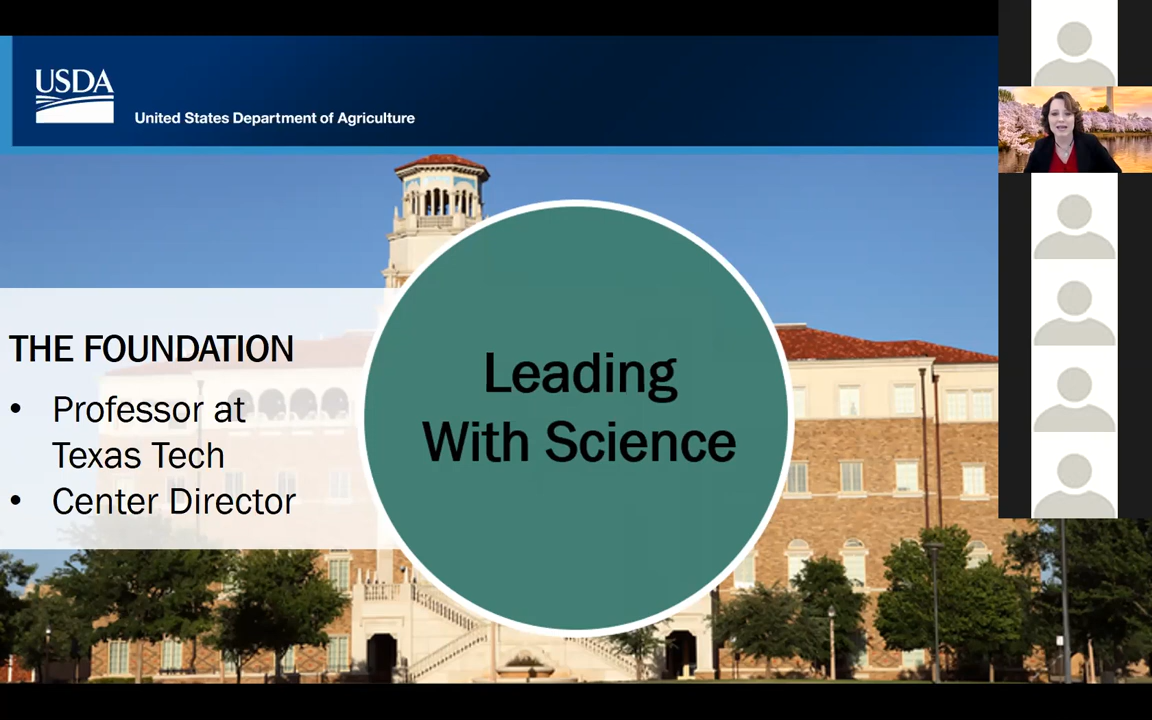 USDA
United States Department of Agriculture
THE FOUNDATION
• Professor at
Texas Tech
• Center Director
Leading
With Science